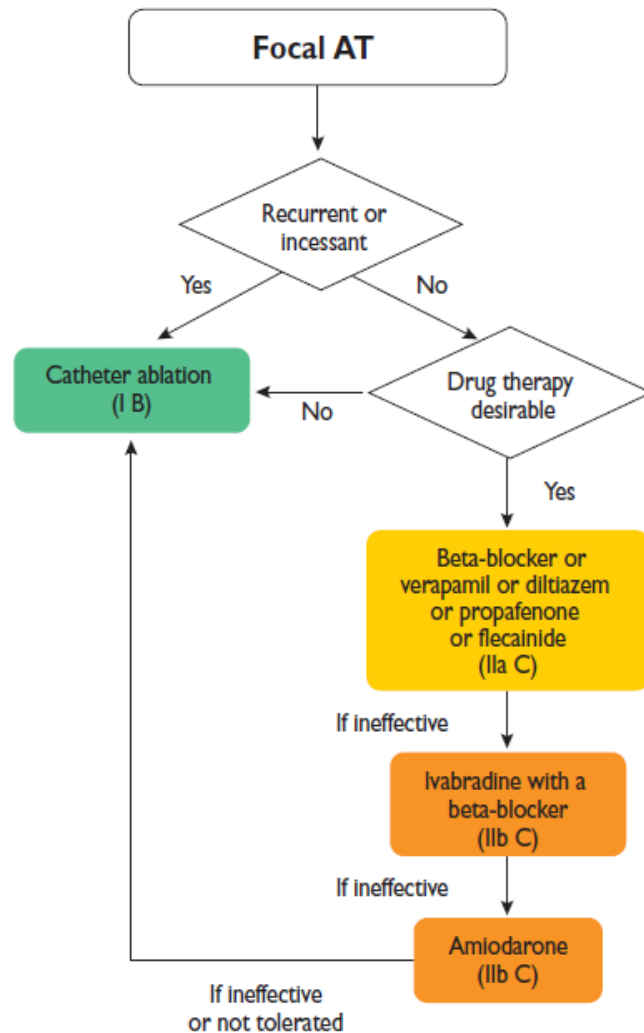 Focal AT
Recurrent or
incessant
Yes
No
Catheter ablation
(I B)
No
Drug therapy
desirable
Yes
Beta-blocker or
verapamil or diltiazem
or propafenone
or flecainide
(IIa C)
If ineffective
Ivabradine with a
beta-blocker
(IIb C)
If ineffective
Amiodarone
(IIb C)
If ineffective
or not tolerated